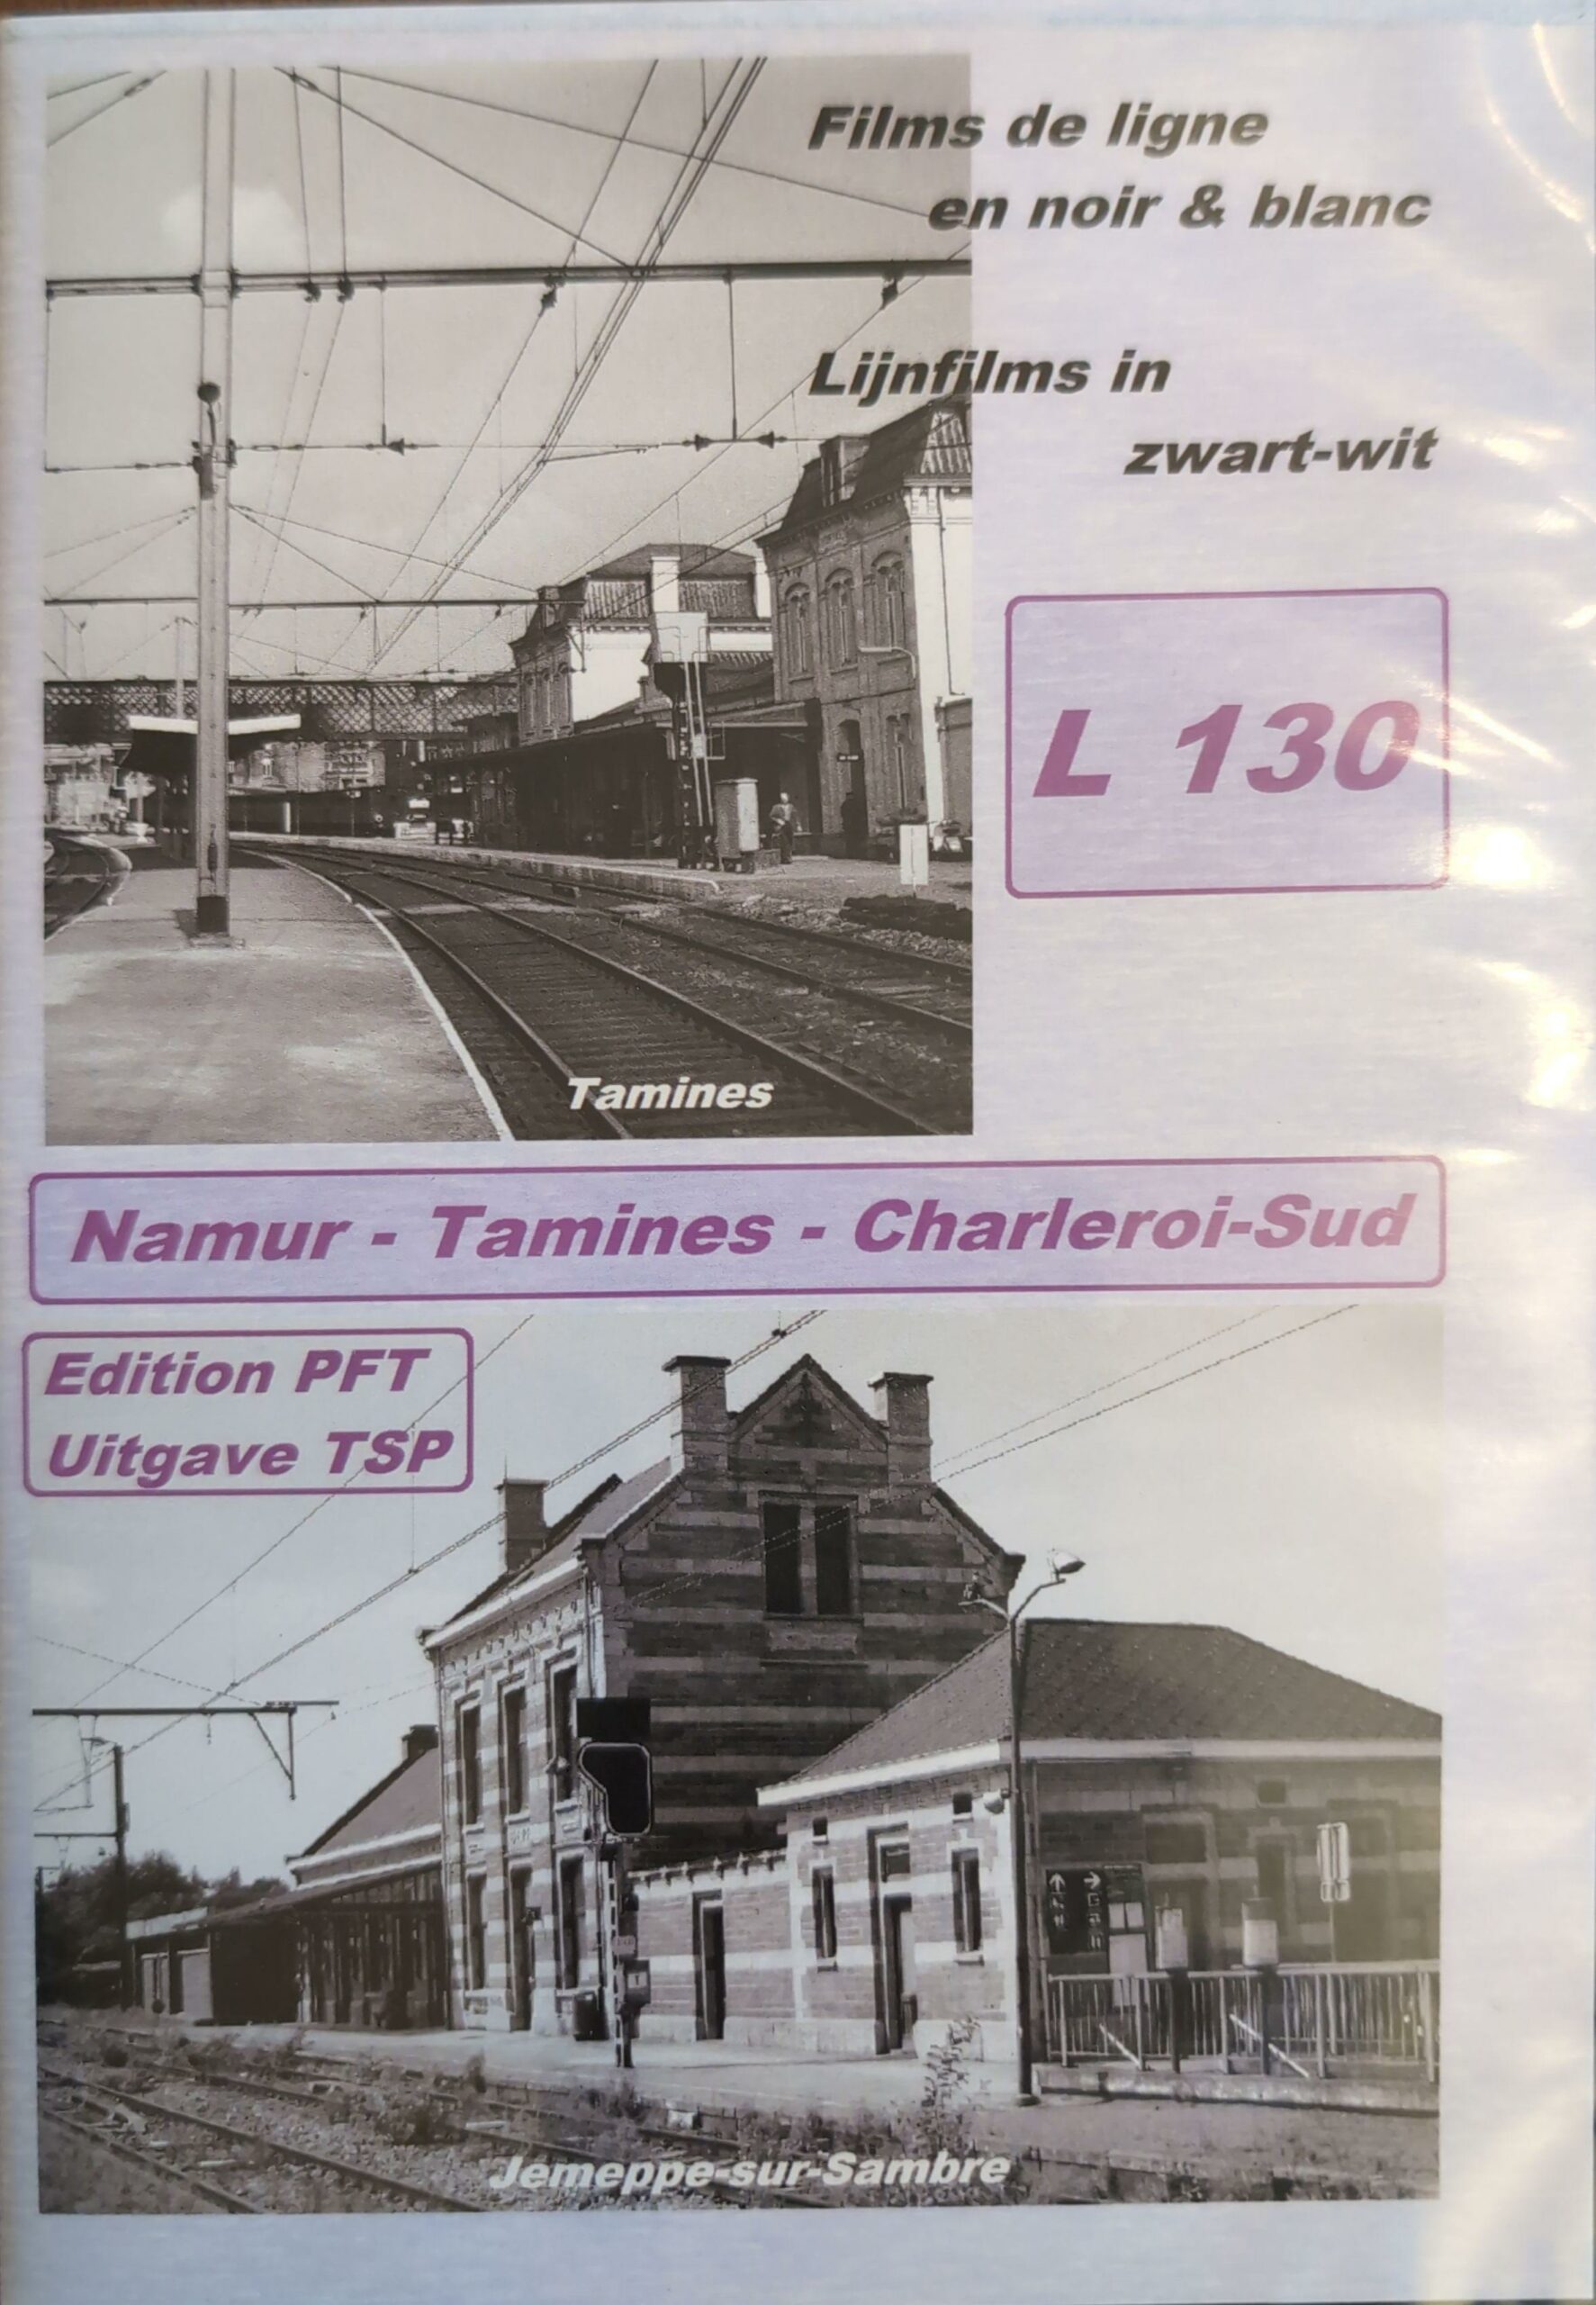 Films de ligne
en noir & blanc
Lijnfilms in
zwart-wit
L 130
Tamines
Namur - Tamines - Charleroi-Sud
Edition PFT
Uitgave TSP
Jemeppe-sur-Sambre